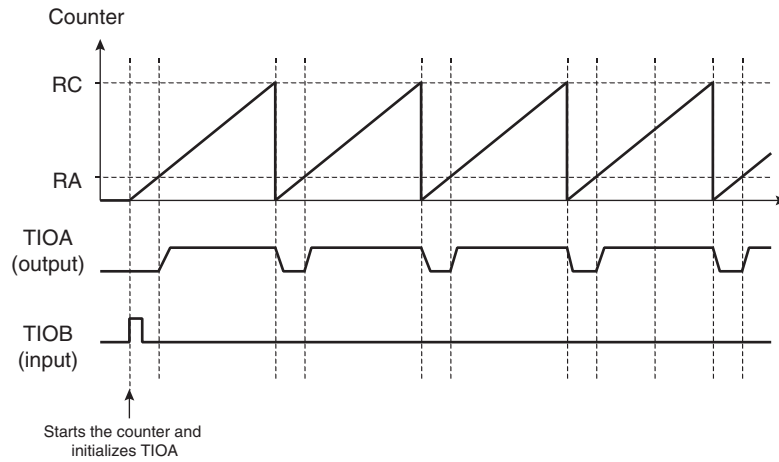 Counter
RC
RA
TIOA
(output)
TIOB
(input)
Starts the counter and
initializes TIOA